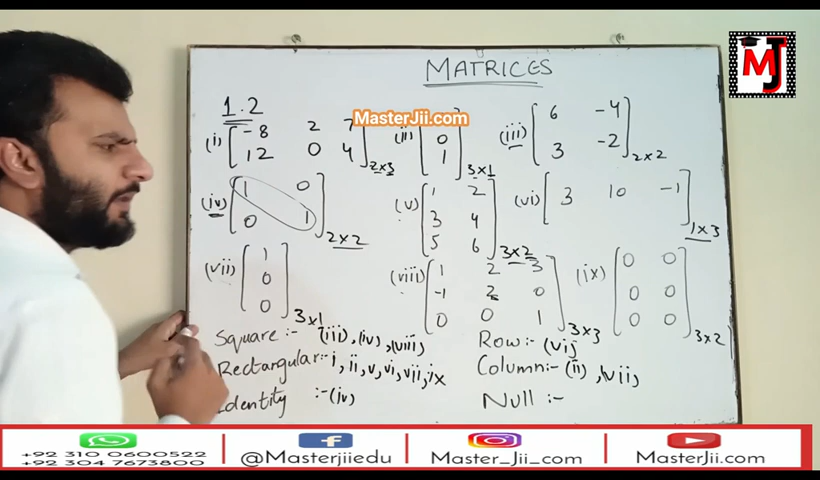 MATRICES
MJ
1.2
MasterJii.com
(i) [ -8 2 7
12 0 4 ] 2×3
(ii) [ 0
1 ] 3×1
(iii) [ 6 -4
3 -2 ] 2×2
(iv) [ 1 0
0 1 ] 2×2
(v) [ 1 2
3 4
5 6 ] 3×2
(vi) [ 3 10 -1 ] 1×3
(vii) [ 1
0
0 ] 3×1
(viii) [ 1 2 3
-1 2 0
0 0 1 ] 3×3
(ix) [ 0 0
0 0
0 0 ] 3×2
Square :- (iii), (iv), (viii)
Rectangular:- i, ii, v, vi, vii, ix
Identity :- (iv)
Row:- (vi)
Column:- (ii), (vii,
Null :-
+92 310 0600522
+92 304 7673800
@Masterjiiedu
Master_Jii_com
MasterJii.com